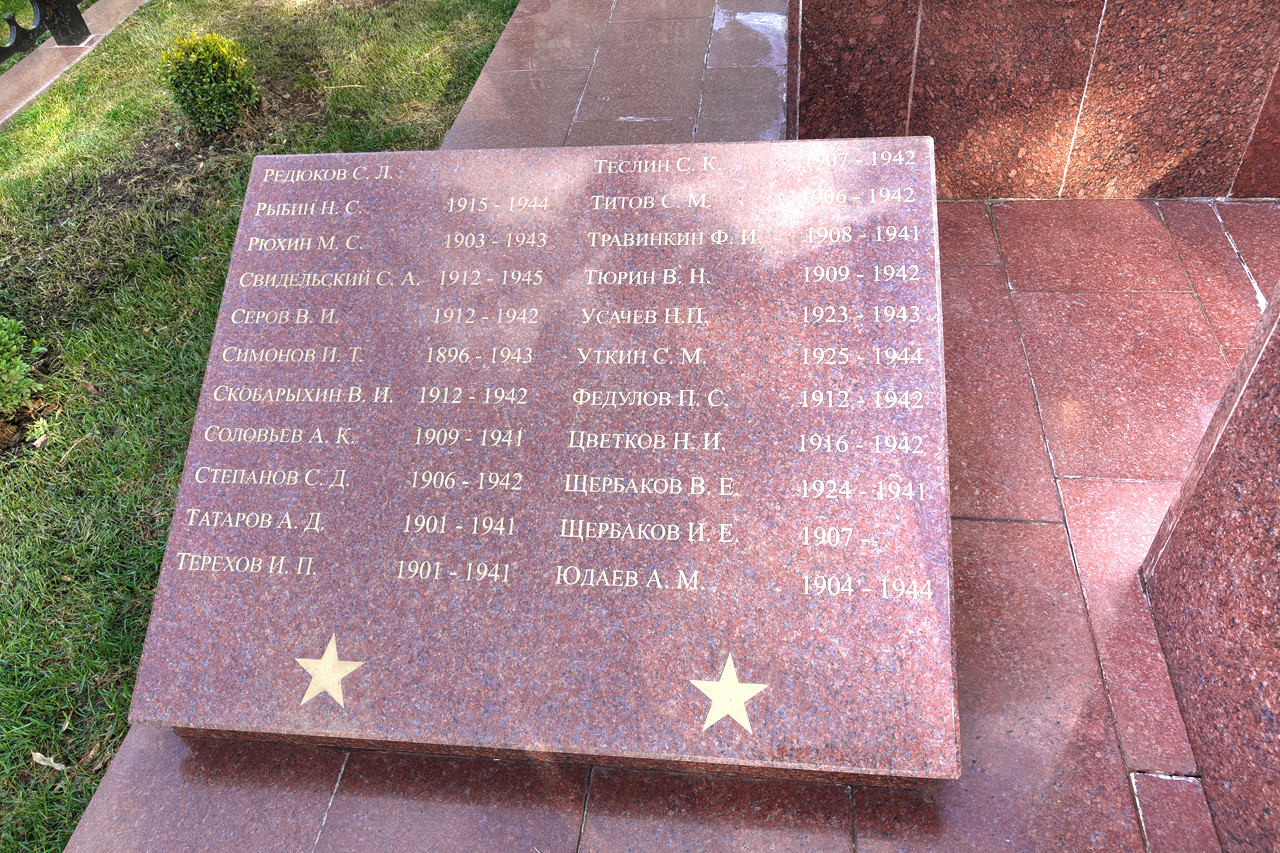 Редюков С. Л.
Рыбин Н. С. 1915 - 1944
Рюхин М. С. 1903 - 1943
Свидельский С. А. 1912 - 1945
Серов В. И. 1912 - 1942
Симонов И. Т. 1896 - 1943
Скобарыхин В. И. 1912 - 1942
Соловьев А. К. 1909 - 1941
Степанов С. Д. 1906 - 1942
Татаров А. Д. 1901 - 1941
Терехов И. П. 1901 - 1941
Теслин С. К. 1907 - 1942
Титов С. М. 1906 - 1942
Травинкин Ф. И. 1908 - 1941
Тюрин В. Н. 1909 - 1942
Усачев Н.П. 1923 - 1943
Уткин С. М. 1925 - 1944
Федулов П. С. 1912 - 1942
Цветков Н. И. 1916 - 1942
Щербаков В. Е. 1924 - 1941
Щербаков И. Е. 1907 -
Юдаев А. М. 1904 - 1944